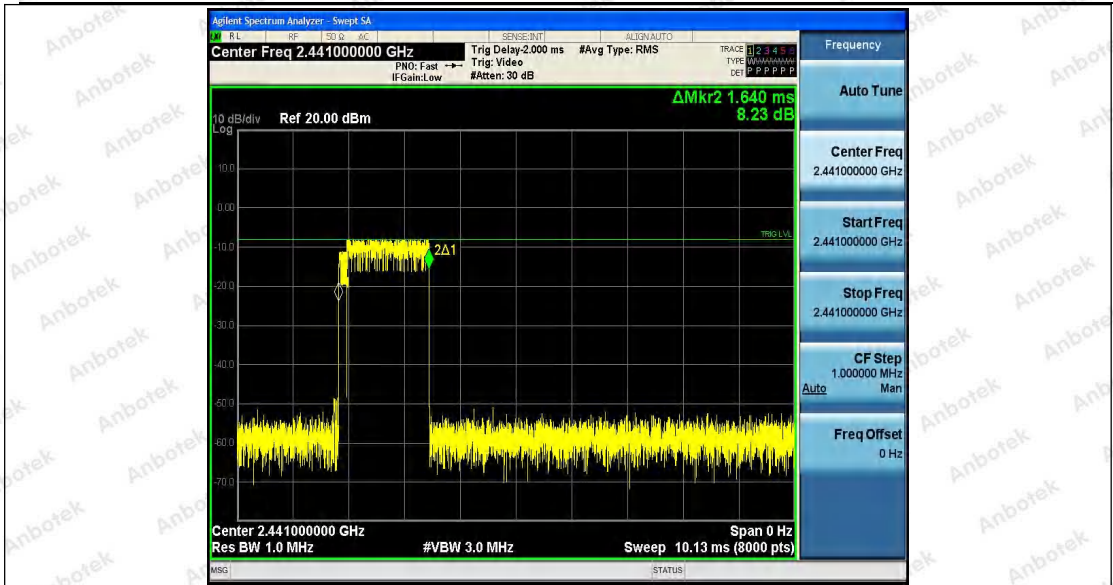 Agilent Spectrum Analyzer - Swept SA
RL RF 50 Ω AC SENSE:INT ALIGN AUTO
Center Freq 2.441000000 GHz
PNO: Fast
IFGain:Low
Trig Delay-2.000 ms
Trig: Video
#Atten: 30 dB
#Avg Type: RMS
TRACE 1 2 3 4 5 6
TYPE
DET P P P P P P
ΔMkr2 1.640 ms
8.23 dB
10 dB/div Ref 20.00 dBm
Log
10.0
0.00
-10.0
-20.0
-30.0
-40.0
-50.0
-60.0
-70.0
TRIG LVL
2Δ1
Center 2.441000000 GHz Span 0 Hz
Res BW 1.0 MHz #VBW 3.0 MHz Sweep 10.13 ms (8000 pts)
MSG STATUS
Frequency
Auto Tune
Center Freq
2.441000000 GHz
Start Freq
2.441000000 GHz
Stop Freq
2.441000000 GHz
CF Step
1.000000 MHz
Auto Man
Freq Offset
0 Hz
Anbotek